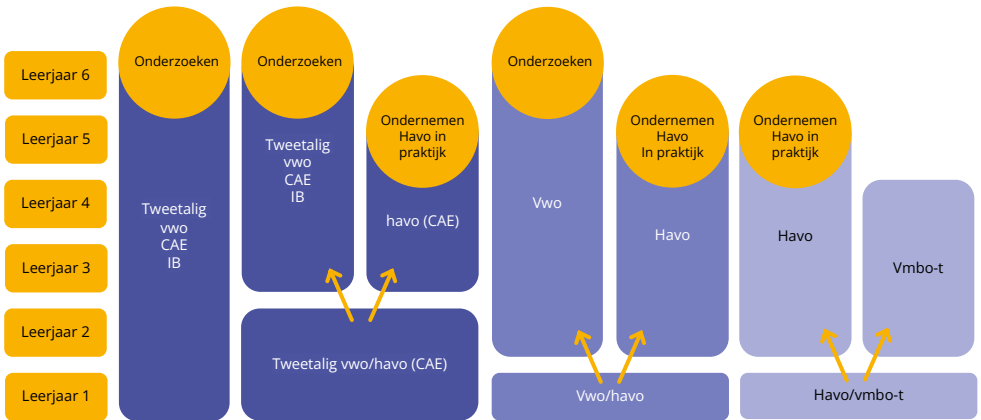 Leerjaar 6
Leerjaar 5
Leerjaar 4
Leerjaar 3
Leerjaar 2
Leerjaar 1
Onderzoeken
Tweetalig
vwo
CAE
IB
Onderzoeken
Tweetalig
vwo
CAE
IB
Ondernemen
Havo in
praktijk
havo (CAE)
Tweetalig vwo/havo (CAE)
Onderzoeken
Vwo
Ondernemen
Havo
In praktijk
Havo
Vwo/havo
Ondernemen
Havo in
praktijk
Havo
Vmbo-t
Havo/vmbo-t